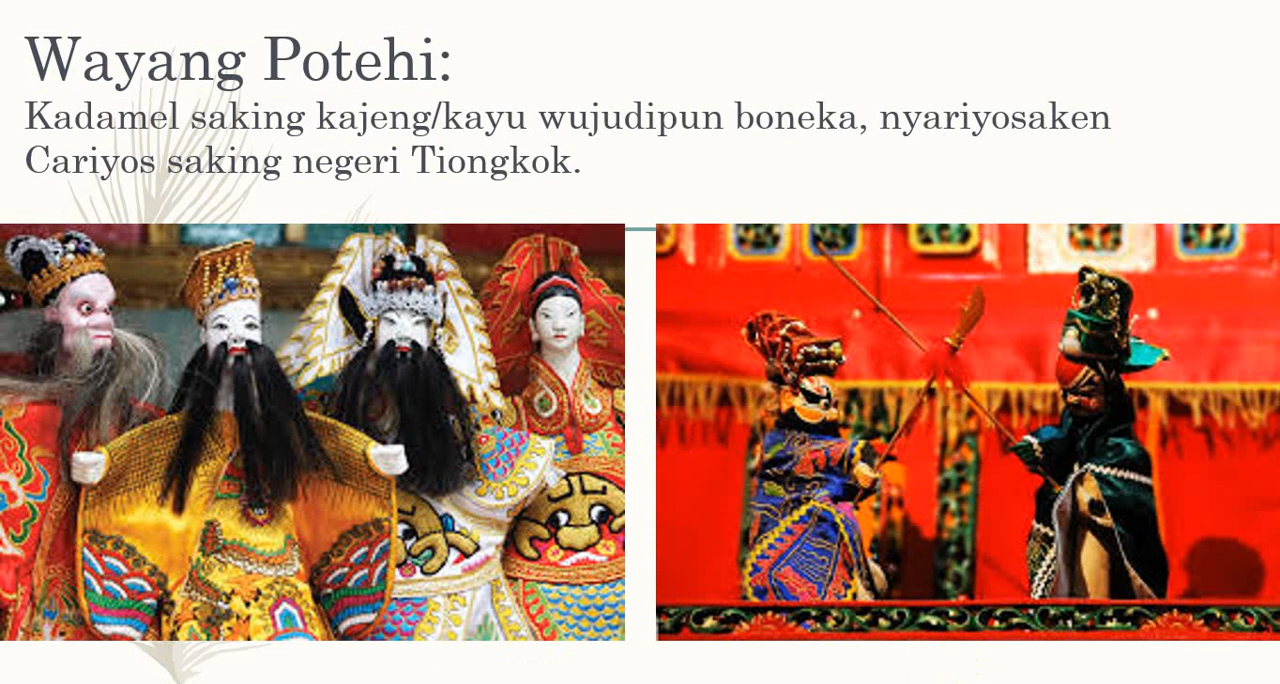 Wayang Potehi:
Kadamel saking kajeng/kayu wujudipun boneka, nyariyosaken
Cariyos saking negeri Tiongkok.